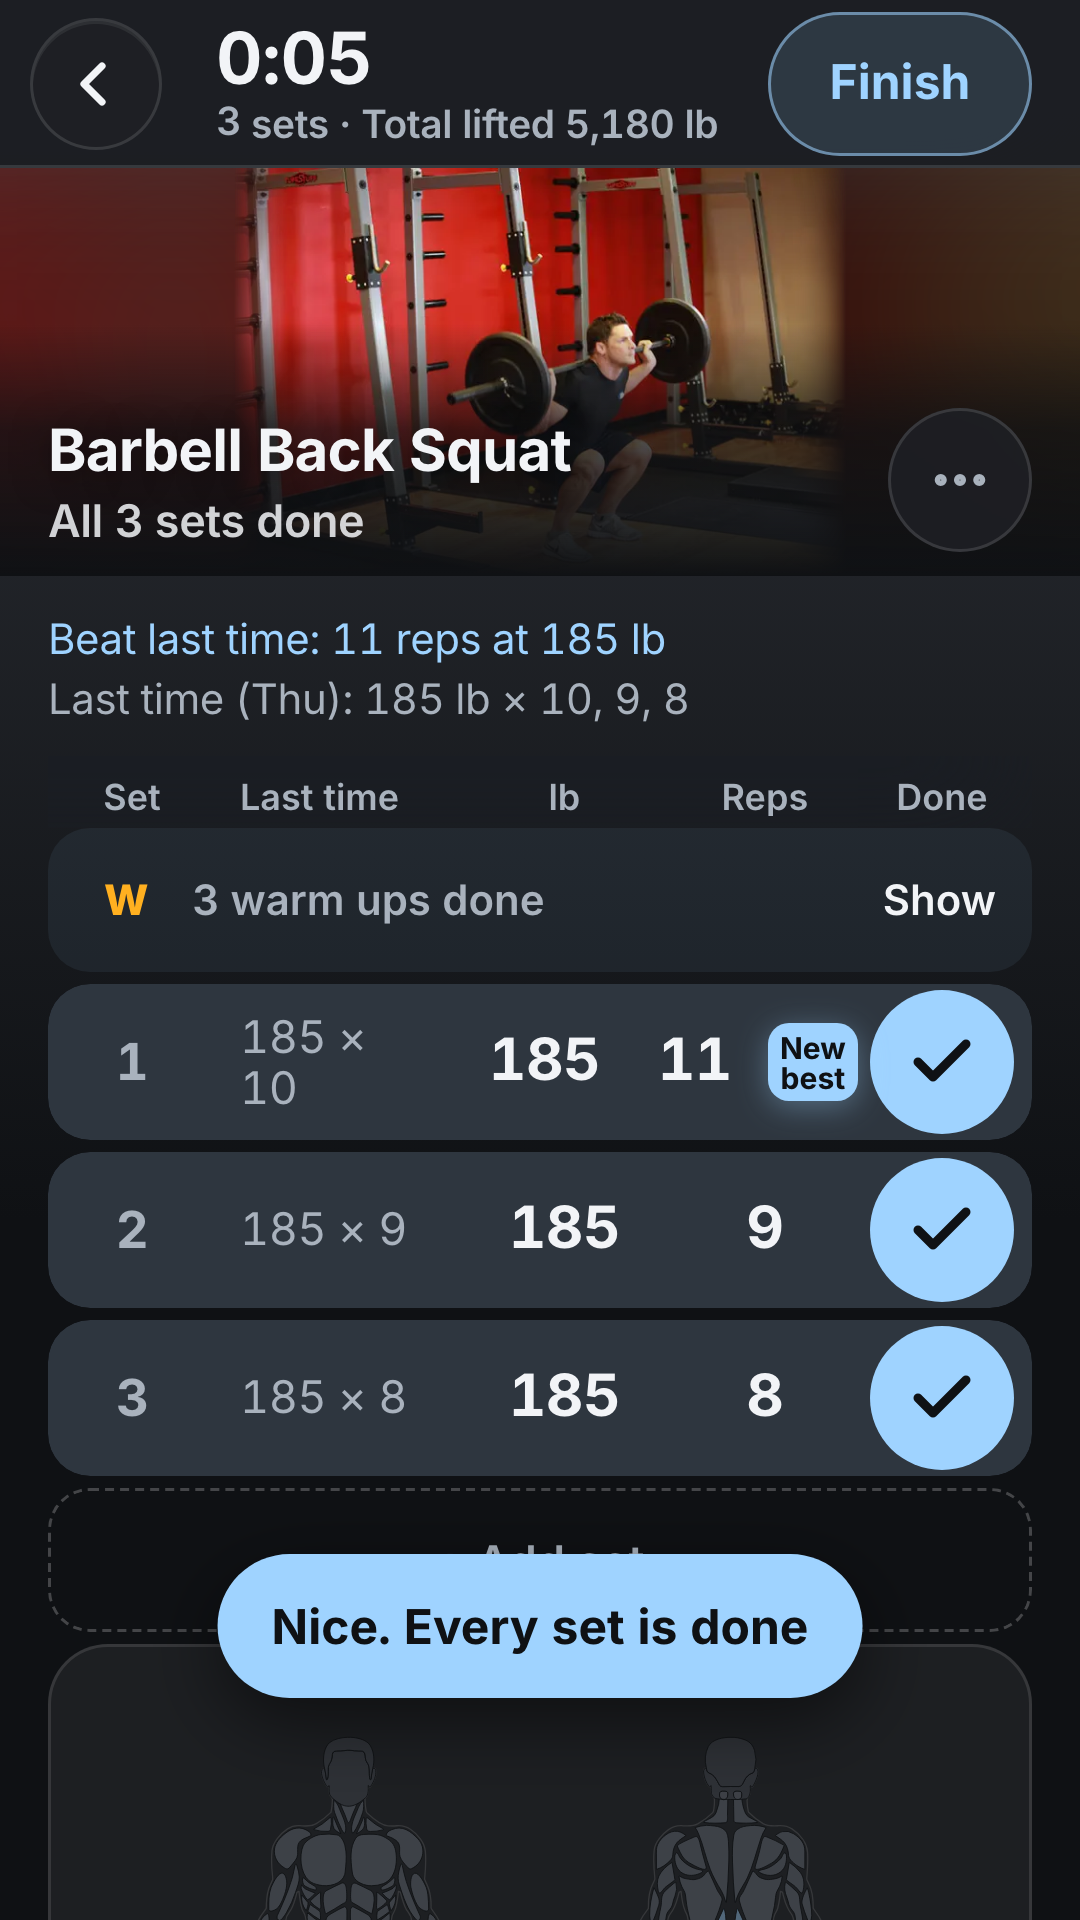 0:05
3 sets · Total lifted 5,180 lb
Finish
Barbell Back Squat
All 3 sets done
Beat last time: 11 reps at 185 lb
Last time (Thu): 185 lb × 10, 9, 8
Set Last time lb Reps Done
W 3 warm ups done Show
1 185 × 10 185 11 New best
2 185 × 9 185 9
3 185 × 8 185 8
Nice. Every set is done